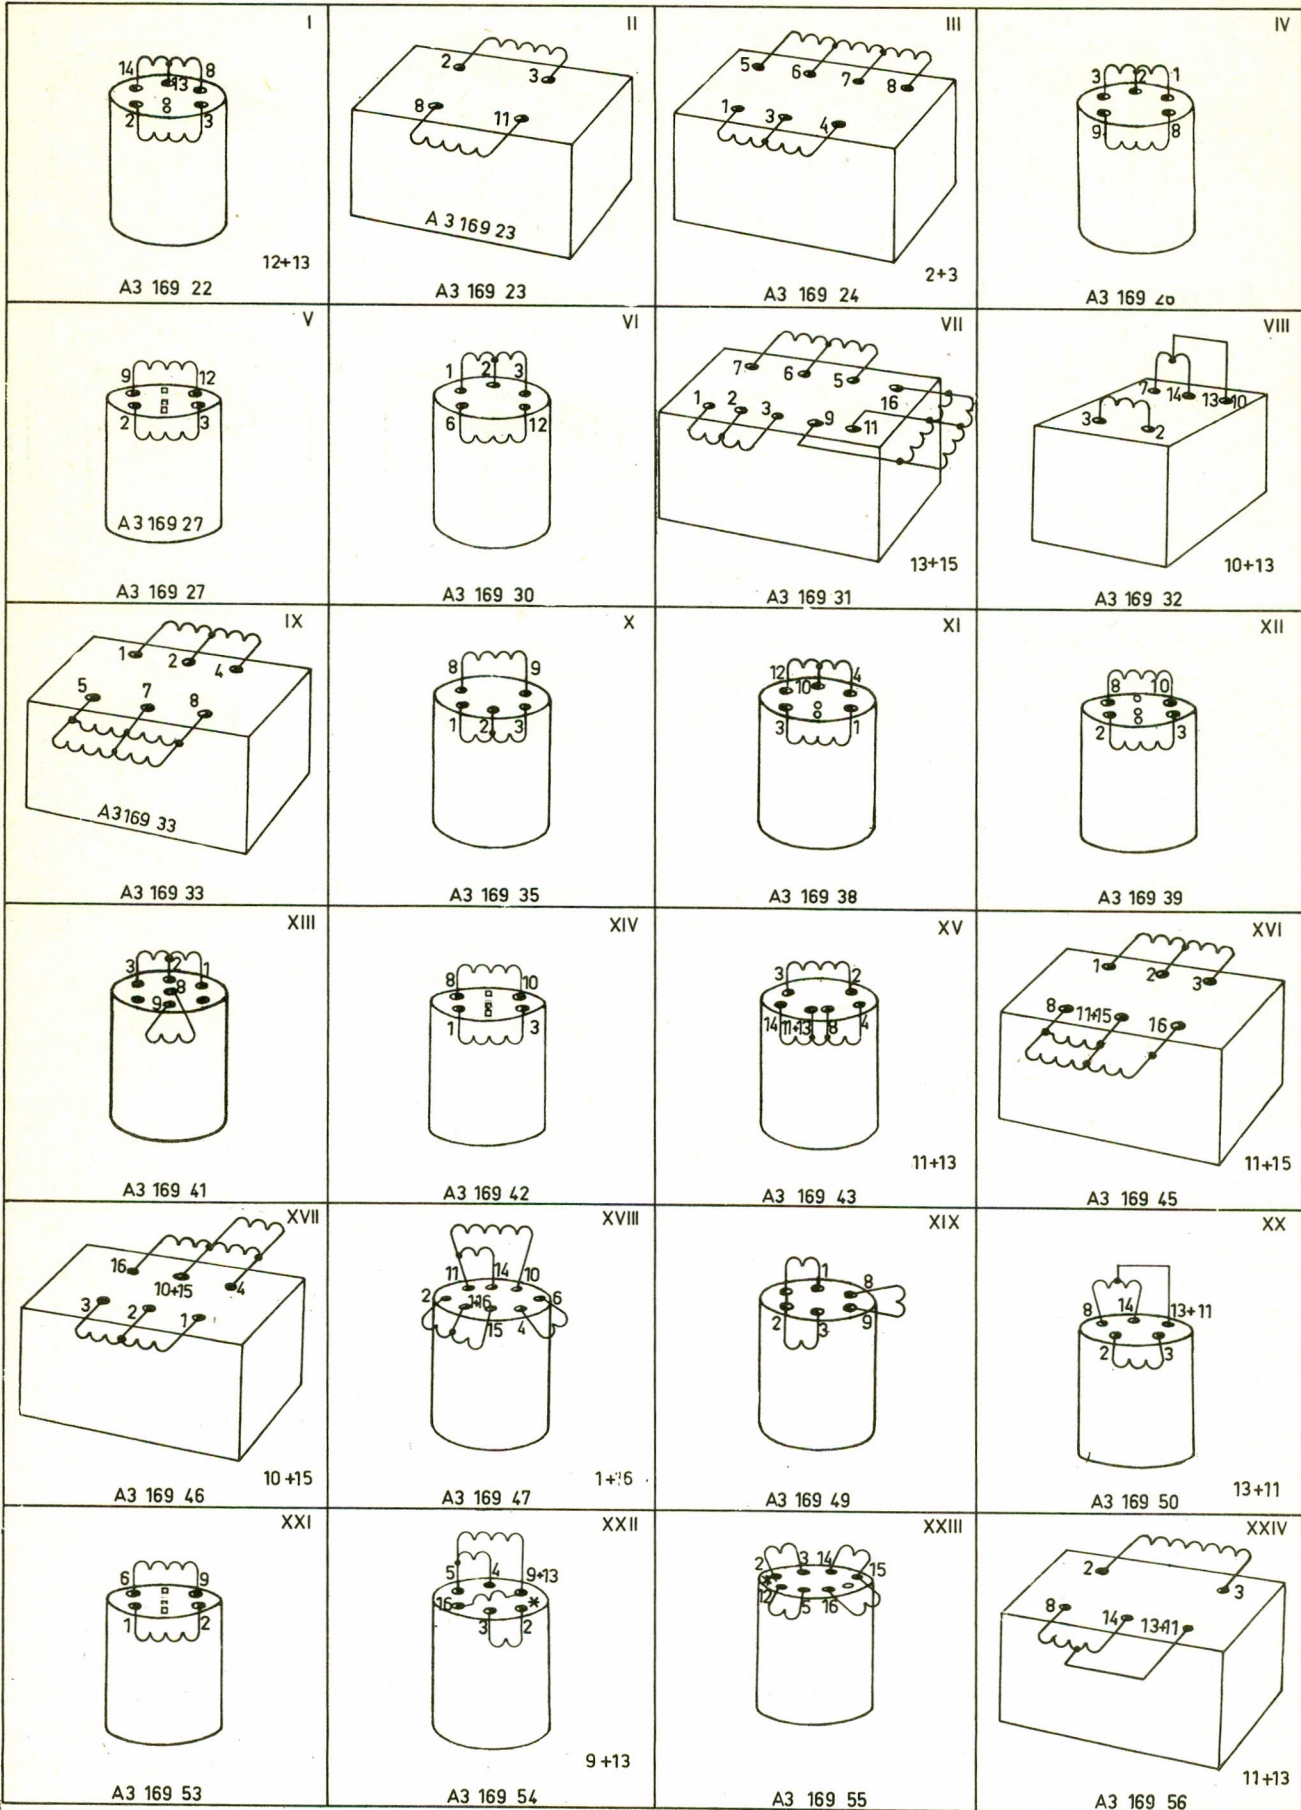 I
14 13 8
2 3
12+13
A3 169 22
II
2 3
8 11
A 3 169 23
A3 169 23
III
5 6 7 8
1 3 4
2+3
A3 169 24
IV
3 2 1
9 8
A3 169 26
V
9 12
2 3
A 3 169 27
A3 169 27
VI
1 2 3
6 12
A3 169 30
VII
7 6 5 16
1 2 3 9 11
13+15
A3 169 31
VIII
7 14 13 10
3 2
10+13
A3 169 32
IX
1 2 4
5 7 8
A3169 33
A3 169 33
X
8 9
1 2 3
A3 169 35
XI
12 10 4
3 1
A3 169 38
XII
8 10
2 3
A3 169 39
XIII
3 2 1
8
9
A3 169 41
XIV
8 10
1 3
A3 169 42
XV
3 2
14 11+13 8 4
11+13
A3 169 43
XVI
1 2 3
8 11+15 16
11+15
A3 169 45
XVII
16 10+15 4
3 2 1
10+15
A3 169 46
XVIII
11 14 10
2 1+16 6
15 4
1+16
A3 169 47
XIX
1 8
2 3 9
A3 169 49
XX
8 14 13+11
2 3
13+11
A3 169 50
XXI
6 9
1 2
A3 169 53
XXII
5 4 9+13
16 *
3 2
9+13
A3 169 54
XXIII
2 3 14 15
*
12 5 16
A3 169 55
XXIV
2 3
8 14 13+11
11+13
A3 169 56